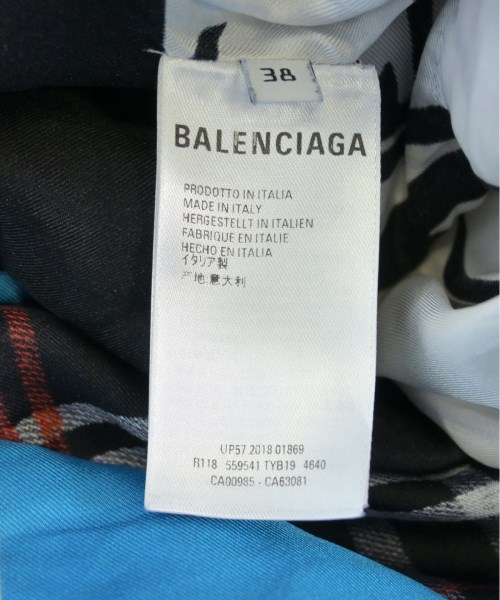 38
BALENCIAGA
PRODOTTO IN ITALIA
MADE IN ITALY
HERGESTELLT IN ITALIEN
FABRIQUE EN ITALIE
HECHO EN ITALIA
イタリア製
产地:意大利
UP57 2018 01869
R118 559541 TYB19 4640
CA00985 - CA63081